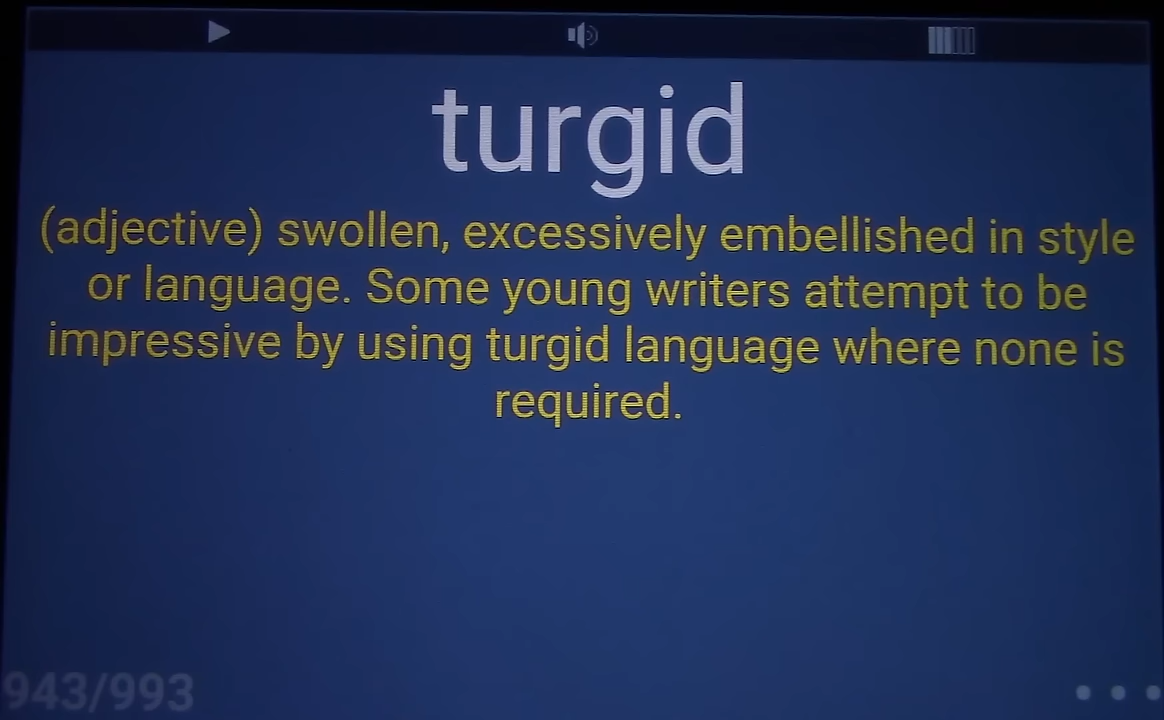 turgid
(adjective) swollen, excessively embellished in style
or language. Some young writers attempt to be
impressive by using turgid language where none is
required.
943/993